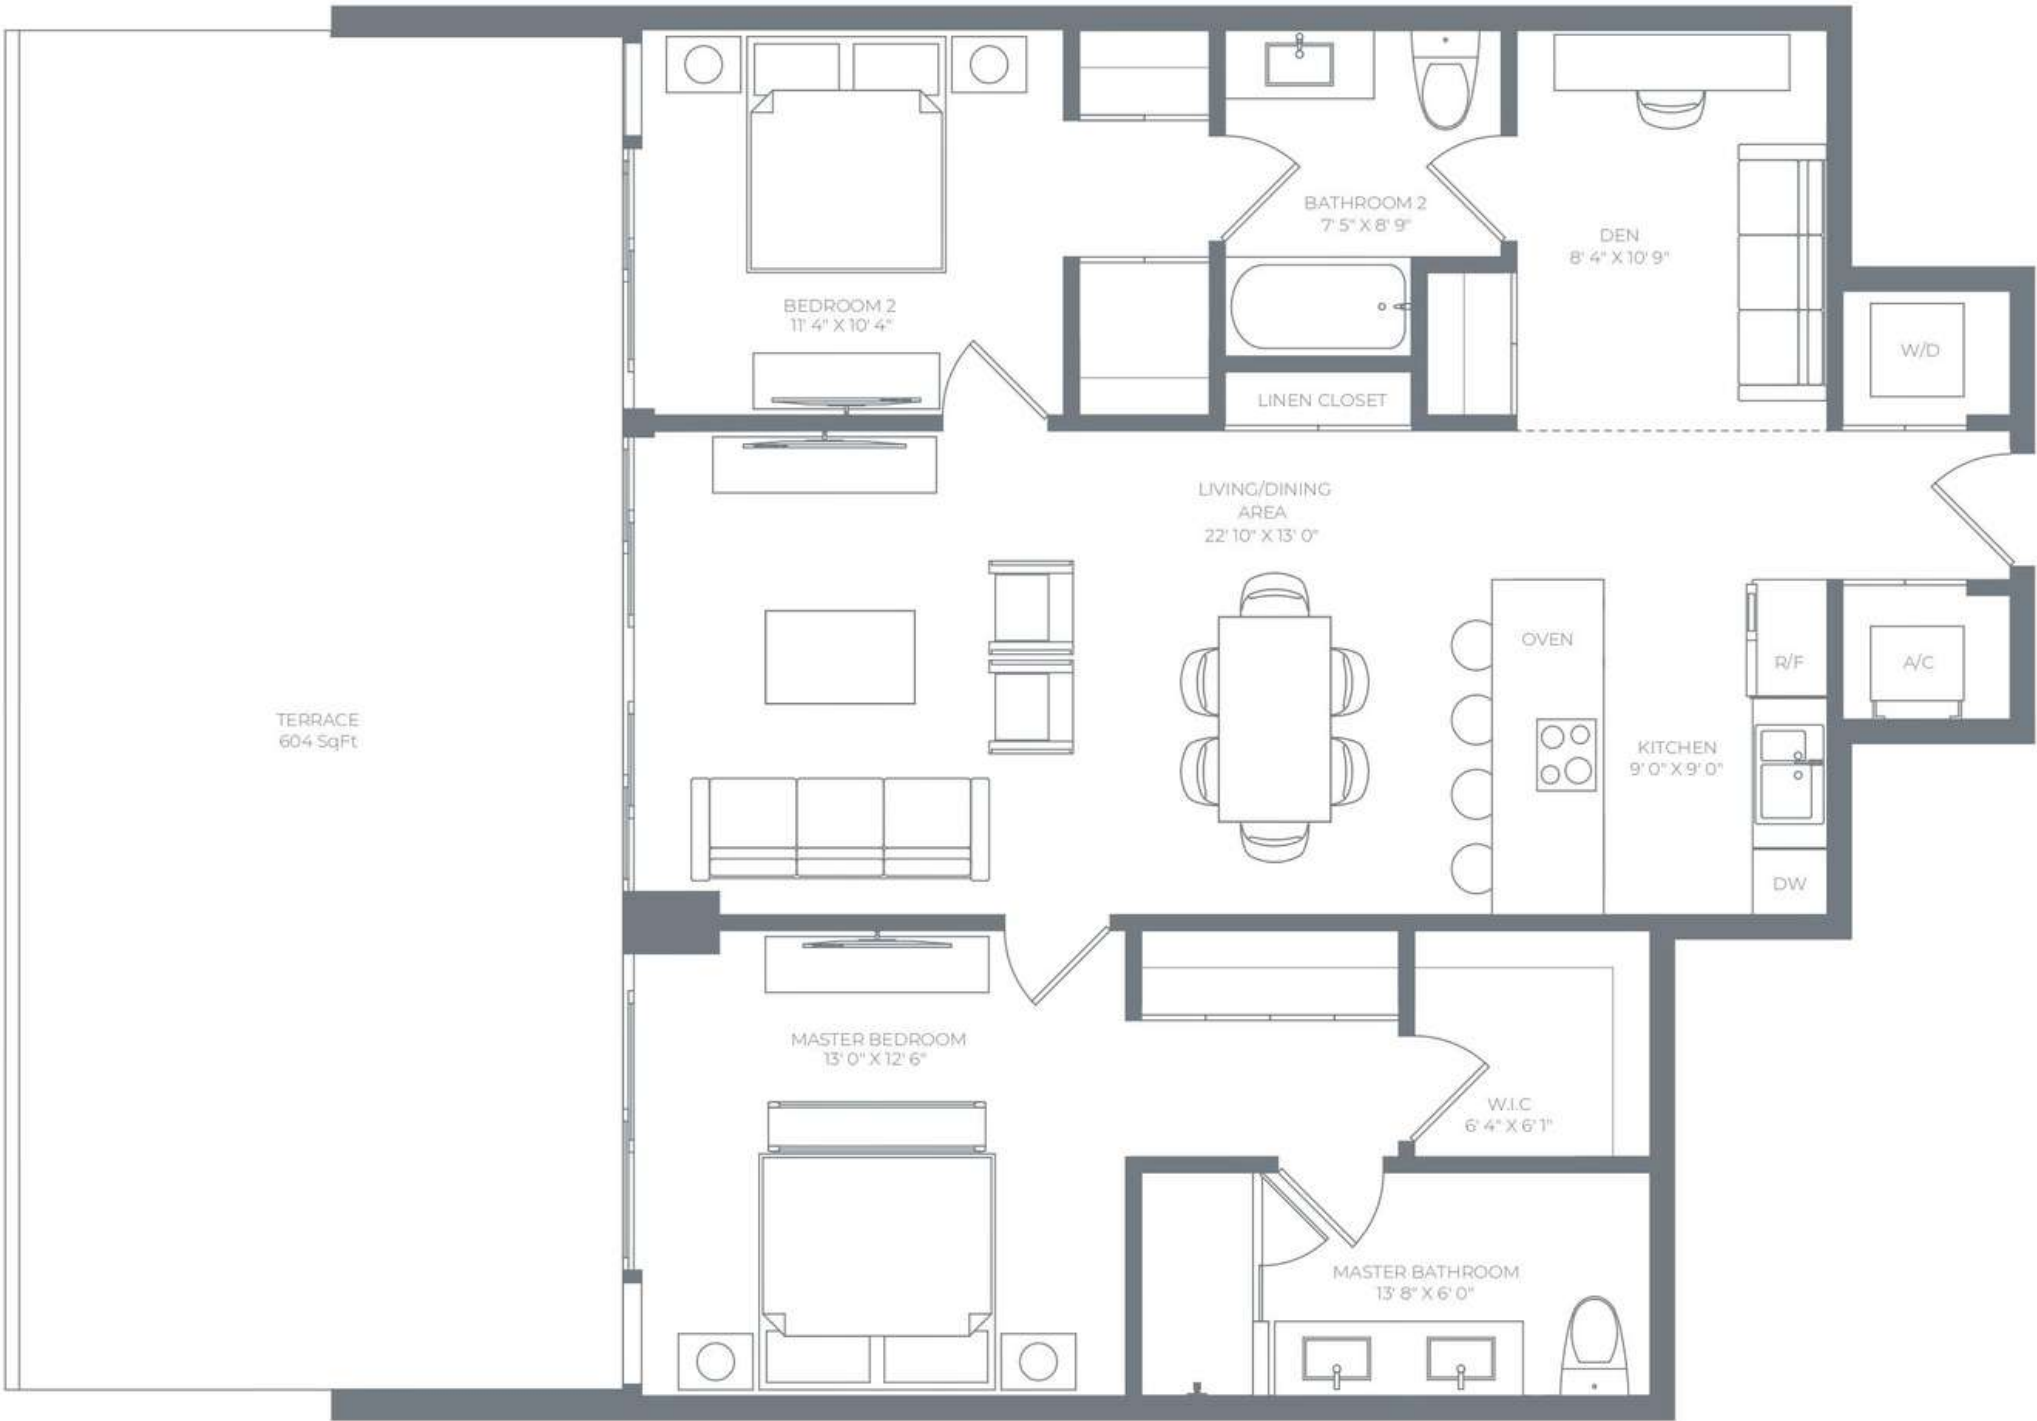 BATHROOM 2
7' 5" X 8' 9"
DEN
8' 4" X 10' 9"
BEDROOM 2
11' 4" X 10' 4"
W/D
LINEN CLOSET
LIVING/DINING
AREA
22' 10" X 13' 0"
OVEN
R/F
A/C
TERRACE
604 SqFt
KITCHEN
9' 0" X 9' 0"
DW
MASTER BEDROOM
13' 0" X 12' 6"
W.I.C
6' 4" X 6' 1"
MASTER BATHROOM
13' 8" X 6' 0"